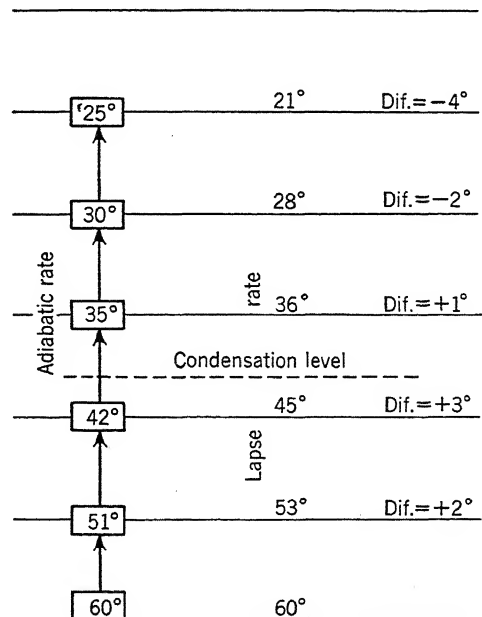 ‘25° 21° Dif.=−4°
30° 28° Dif.=−2°
Adiabatic rate
rate
35° 36° Dif.=+1°
Condensation level
42° 45° Dif.=+3°
Lapse
51° 53° Dif.=+2°
60° 60°